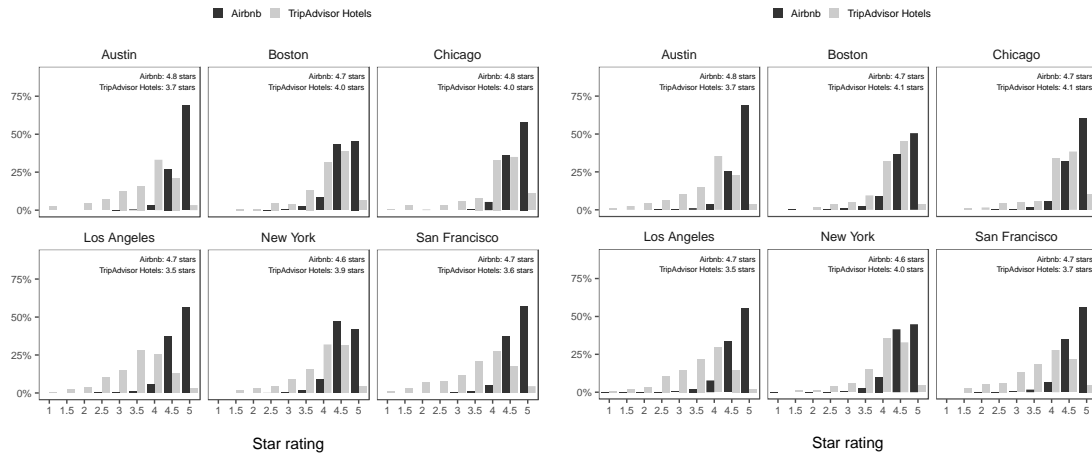 Airbnb TripAdvisor Hotels
Austin Boston Chicago
Airbnb: 4.8 stars
TripAdvisor Hotels: 3.7 stars
Airbnb: 4.7 stars
TripAdvisor Hotels: 4.0 stars
Airbnb: 4.8 stars
TripAdvisor Hotels: 4.0 stars
75%
50%
25%
0%
Los Angeles New York San Francisco
Airbnb: 4.7 stars
TripAdvisor Hotels: 3.5 stars
Airbnb: 4.6 stars
TripAdvisor Hotels: 3.9 stars
Airbnb: 4.7 stars
TripAdvisor Hotels: 3.6 stars
75%
50%
25%
0%
1 1.5 2 2.5 3 3.5 4 4.5 5 1 1.5 2 2.5 3 3.5 4 4.5 5 1 1.5 2 2.5 3 3.5 4 4.5 5
Star rating
Airbnb TripAdvisor Hotels
Austin Boston Chicago
Airbnb: 4.8 stars
TripAdvisor Hotels: 3.7 stars
Airbnb: 4.7 stars
TripAdvisor Hotels: 4.1 stars
Airbnb: 4.7 stars
TripAdvisor Hotels: 4.1 stars
75%
50%
25%
0%
Los Angeles New York San Francisco
Airbnb: 4.7 stars
TripAdvisor Hotels: 3.5 stars
Airbnb: 4.6 stars
TripAdvisor Hotels: 4.0 stars
Airbnb: 4.7 stars
TripAdvisor Hotels: 3.7 stars
75%
50%
25%
0%
1 1.5 2 2.5 3 3.5 4 4.5 5 1 1.5 2 2.5 3 3.5 4 4.5 5 1 1.5 2 2.5 3 3.5 4 4.5 5
Star rating